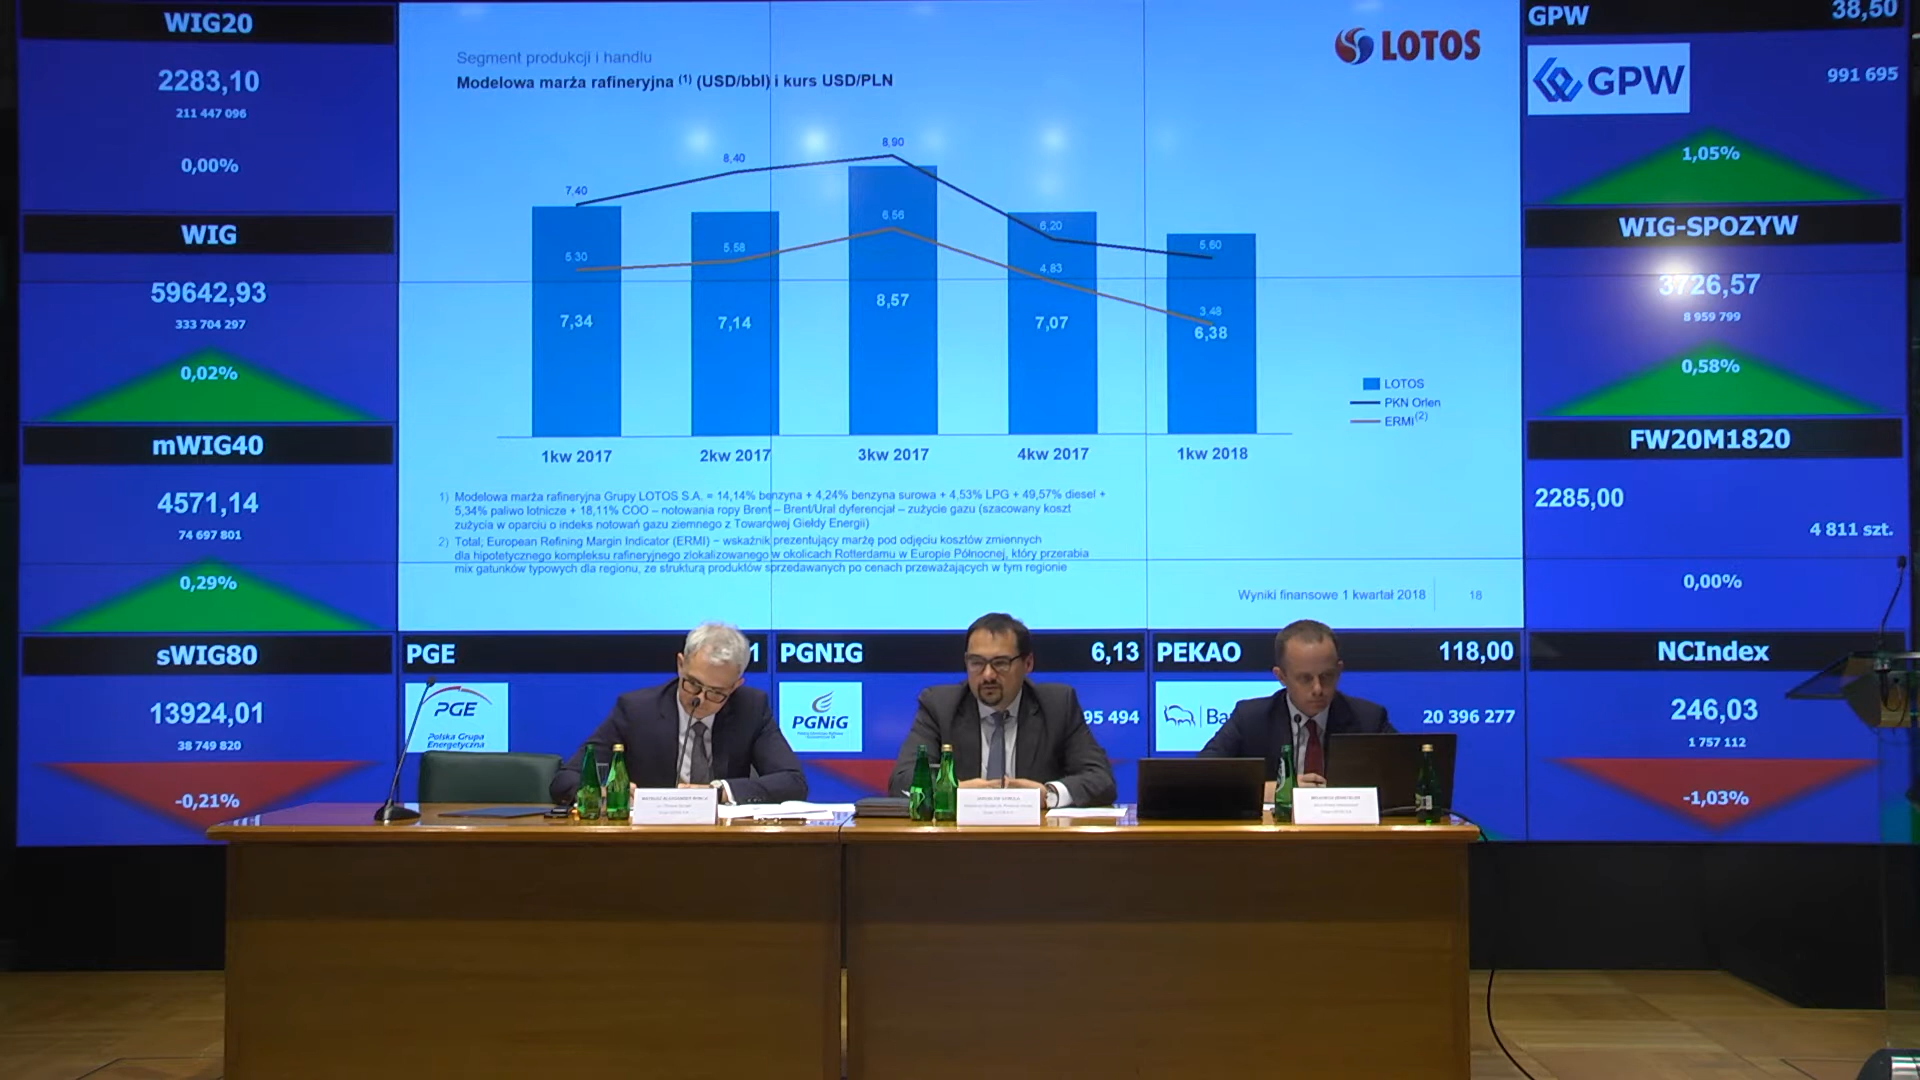 WIG20
2283,10
211 447 096
0,00%
WIG
59642,93
333 704 297
0,02%
mWIG40
4571,14
74 697 801
0,29%
sWIG80
13924,01
38 749 820
-0,21%
Segment produkcji i handlu
Modelowa marża rafineryjna (1) (USD/bbl) i kurs USD/PLN
LOTOS
7,40
8,40
8,90
6,20
5,60
5,30
5,58
6,56
4,83
3,48
7,34
7,14
8,57
7,07
6,38
1kw 2017
2kw 2017
3kw 2017
4kw 2017
1kw 2018
LOTOS
PKN Orlen
ERMI(2)
1) Modelowa marża rafineryjna Grupy LOTOS S.A. = 14,14% benzyna + 4,24% benzyna surowa + 4,53% LPG + 49,57% diesel +
5,34% paliwo lotnicze + 18,11% COO – notowania ropy Brent – Brent/Ural dyferencjał – zużycie gazu (szacowany koszt
zużycia w oparciu o indeks notowań gazu ziemnego z Towarowej Giełdy Energii)
2) Total; European Refining Margin Indicator (ERMI) – wskaźnik prezentujący marżę pod odjęciu kosztów zmiennych
dla hipotetycznego kompleksu rafineryjnego zlokalizowanego w okolicach Rotterdamu w Europie Północnej, który przerabia
mix gatunków typowych dla regionu, ze strukturą produktów sprzedawanych po cenach przeważających w tym regionie
Wyniki finansowe 1 kwartał 2018
18
PGE
1
PGE
Polska Grupa
Energetyczna
PGNIG
6,13
PGNiG
95 494
PEKAO
118,00
Ba
20 396 277
GPW
38,50
GPW
991 695
1,05%
WIG-SPOZYW
3726,57
8 959 799
0,58%
FW20M1820
2285,00
4 811 szt.
0,00%
NCIndex
246,03
1 757 112
-1,03%